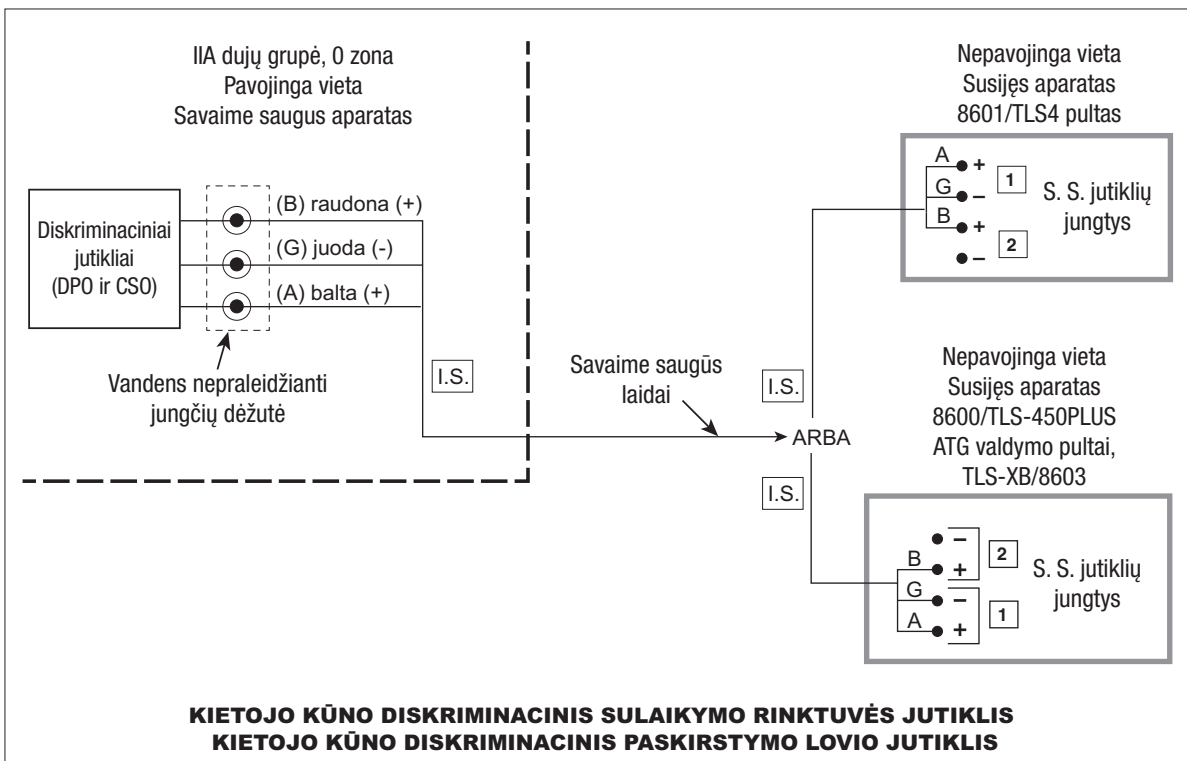 IIA dujų grupė, 0 zona
Pavojinga vieta
Savaime saugus aparatas
Diskriminaciniai
jutikliai
(DPO ir CSO)
(B) raudona (+)
(G) juoda (-)
(A) balta (+)
Vandens nepraleidžianti
jungčių dėžutė
I.S.
Savaime saugūs
laidai
ARBA
I.S.
I.S.
Nepavojinga vieta
Susijęs aparatas
8601/TLS4 pultas
A + 1
G –
B + 2
–
S. S. jutiklių
jungtys
Nepavojinga vieta
Susijęs aparatas
8600/TLS-450PLUS
ATG valdymo pultai,
TLS-XB/8603
– 2
B +
G – 1
A +
S. S. jutiklių
jungtys
KIETOJO KŪNO DISKRIMINACINIS SULAIKYMO RINKTUVĖS JUTIKLIS
KIETOJO KŪNO DISKRIMINACINIS PASKIRSTYMO LOVIO JUTIKLIS